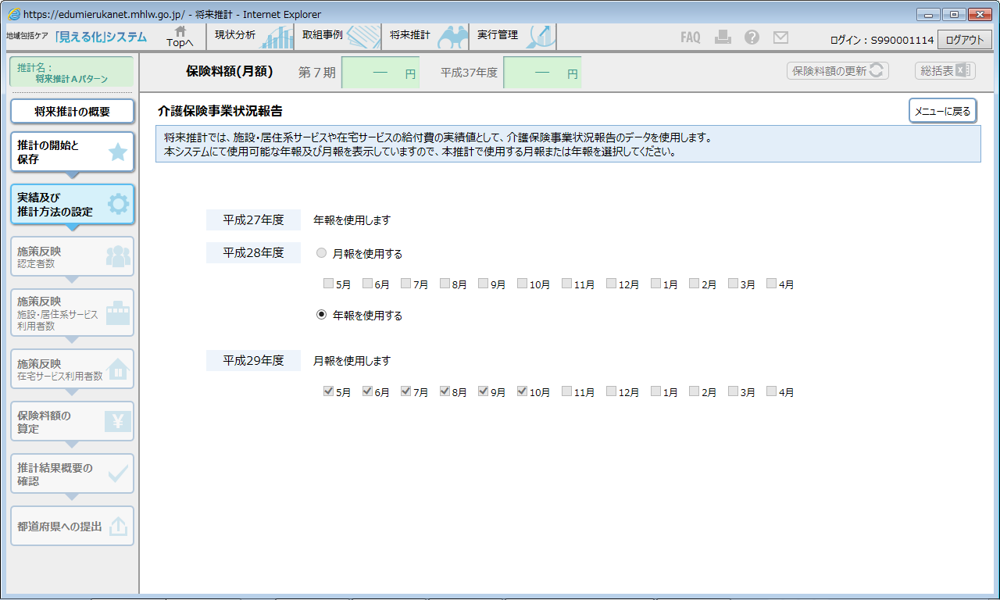 https://edumierukanet.mhlw.go.jp/ - 将来推計 - Internet Explorer
地域包括ケア 「見える化」システム
Topへ
現状分析
取組事例
将来推計
実行管理
FAQ
ログイン：S990001114
ログアウト
推計名：
将来推計Ａパターン
保険料額(月額)
第７期
― 円
平成37年度
― 円
保険料額の更新
総括表
将来推計の概要
推計の開始と
保存
実績及び
推計方法の設定
施策反映
認定者数
施策反映
施設・居住系サービス
利用者数
施策反映
在宅サービス利用者数
保険料額の
算定
¥
推計結果概要の
確認
都道府県への提出
介護保険事業状況報告
メニューに戻る
将来推計では、施設・居住系サービスや在宅サービスの給付費の実績値として、介護保険事業状況報告のデータを使用します。
本システムにて使用可能な年報及び月報を表示していますので、本推計で使用する月報または年報を選択してください。
平成27年度 年報を使用します
平成28年度 月報を使用する
5月 6月 7月 8月 9月 10月 11月 12月 1月 2月 3月 4月
年報を使用する
平成29年度 月報を使用します
5月 6月 7月 8月 9月 10月 11月 12月 1月 2月 3月 4月